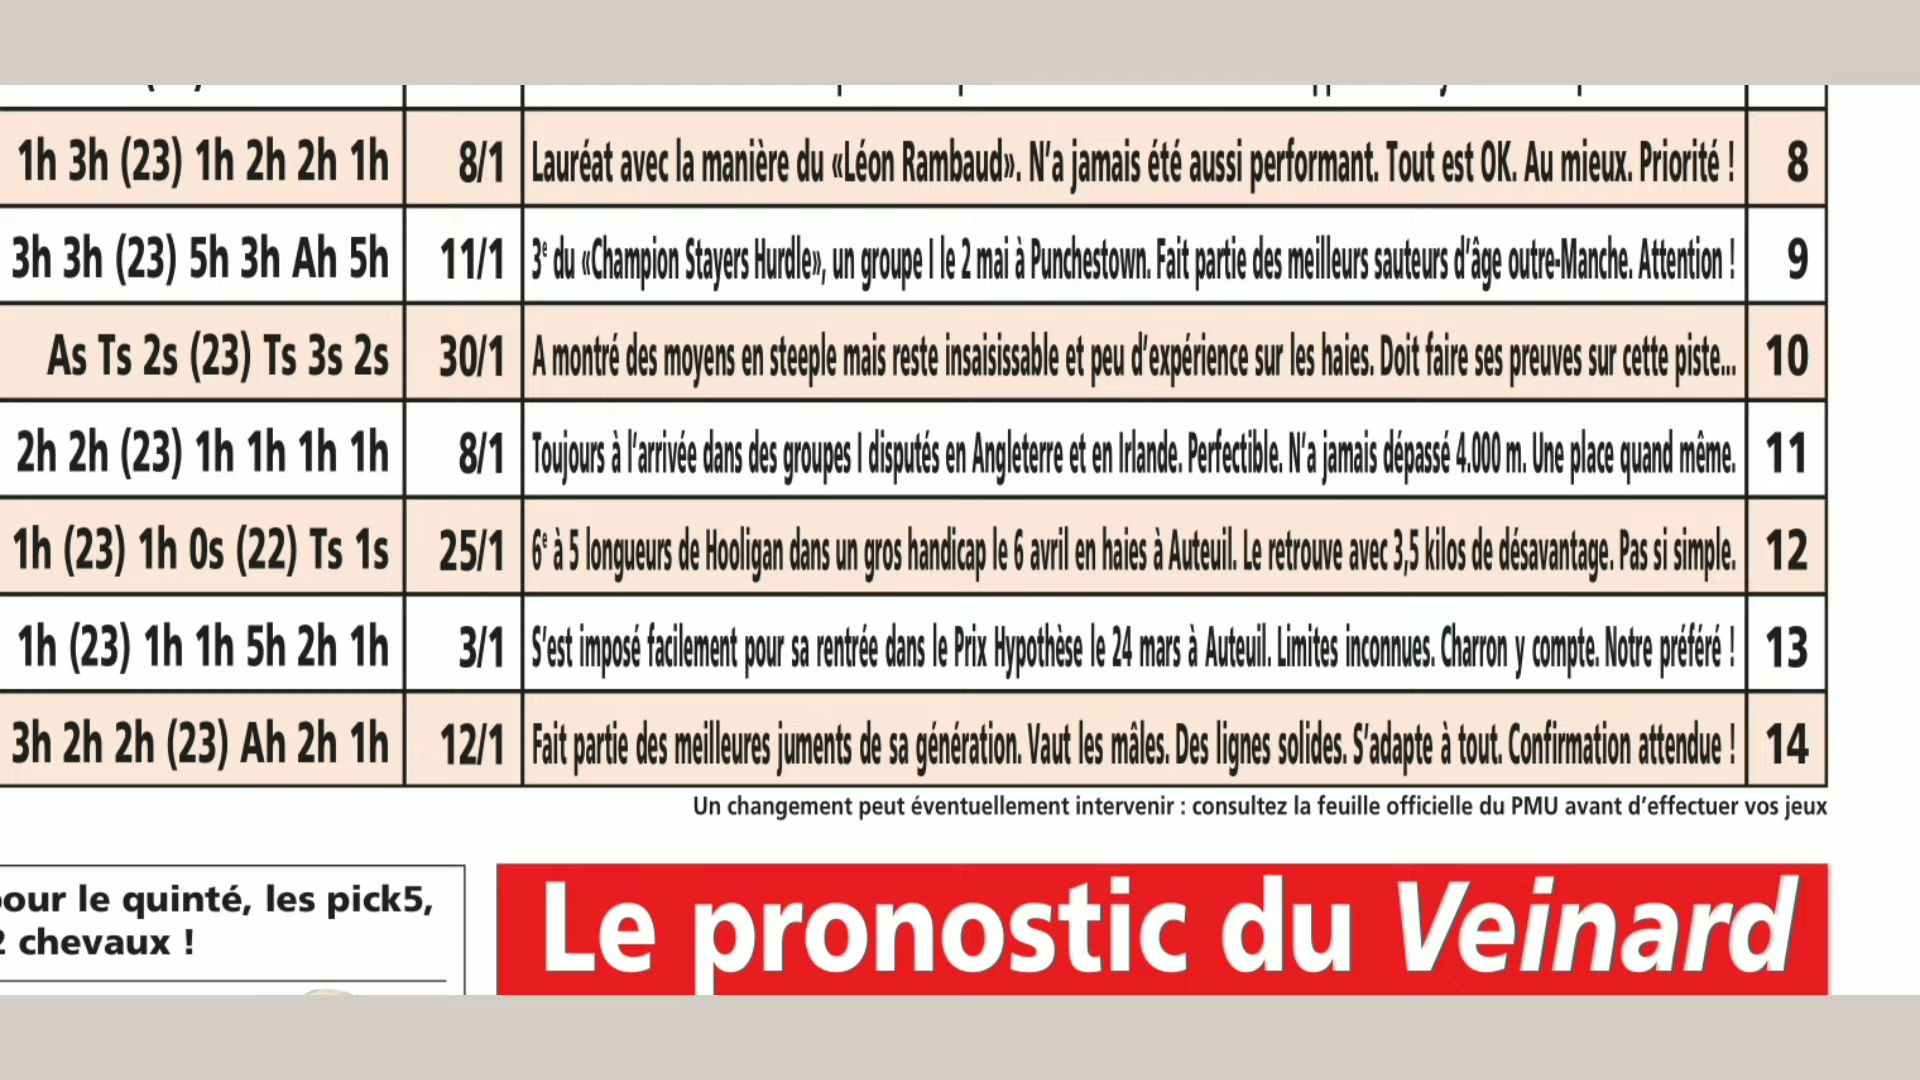 1h 3h (23) 1h 2h 2h 1h 8/1 Lauréat avec la manière du «Léon Rambaud». N’a jamais été aussi performant. Tout est OK. Au mieux. Priorité ! 8
3h 3h (23) 5h 3h Ah 5h 11/1 3e du «Champion Stayers Hurdle», un groupe I le 2 mai à Punchestown. Fait partie des meilleurs sauteurs d’âge outre-Manche. Attention ! 9
As Ts 2s (23) Ts 3s 2s 30/1 A montré des moyens en steeple mais reste insaisissable et peu d’expérience sur les haies. Doit faire ses preuves sur cette piste... 10
2h 2h (23) 1h 1h 1h 1h 8/1 Toujours à l’arrivée dans des groupes I disputés en Angleterre et en Irlande. Perfectible. N’a jamais dépassé 4.000 m. Une place quand même. 11
1h (23) 1h 0s (22) Ts 1s 25/1 6e à 5 longueurs de Hooligan dans un gros handicap le 6 avril en haies à Auteuil. Le retrouve avec 3,5 kilos de désavantage. Pas si simple. 12
1h (23) 1h 1h 5h 2h 1h 3/1 S’est imposé facilement pour sa rentrée dans le Prix Hypothèse le 24 mars à Auteuil. Limites inconnues. Charron y compte. Notre préféré ! 13
3h 2h 2h (23) Ah 2h 1h 12/1 Fait partie des meilleures juments de sa génération. Vaut les mâles. Des lignes solides. S’adapte à tout. Confirmation attendue ! 14
Un changement peut éventuellement intervenir : consultez la feuille officielle du PMU avant d’effectuer vos jeux
pour le quinté, les pick5,
2 chevaux !
Le pronostic du Veinard